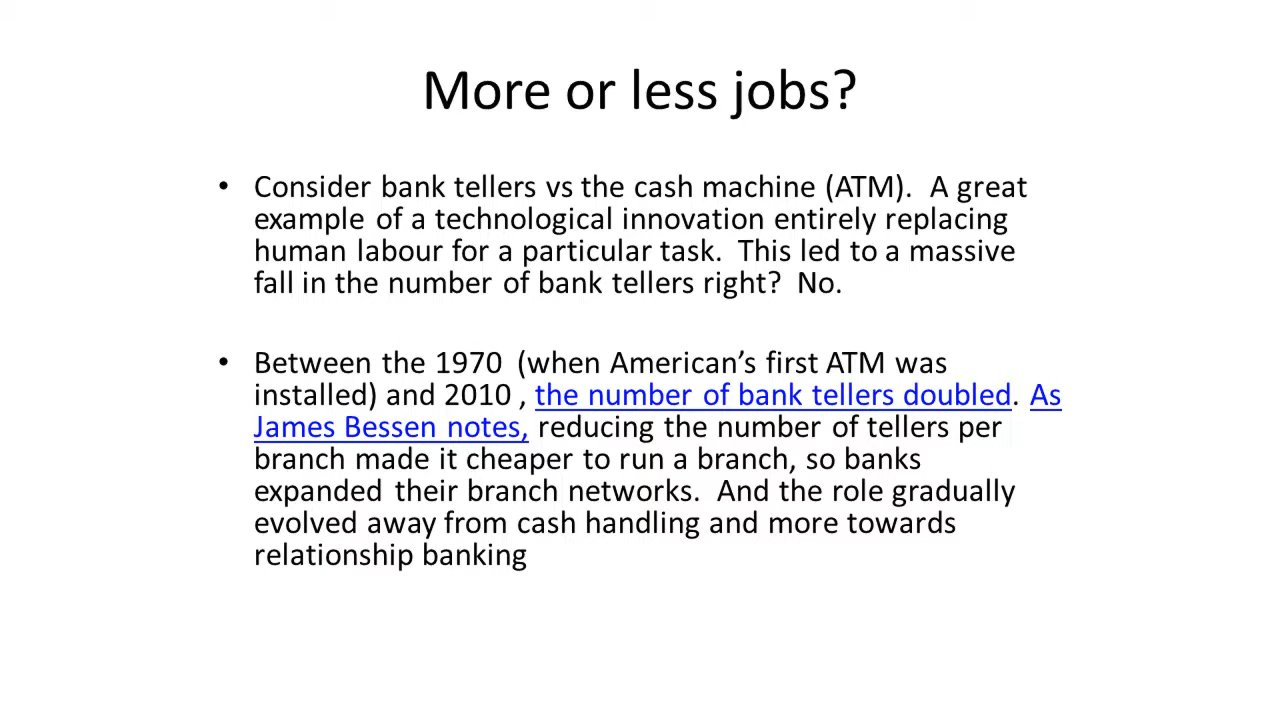 More or less jobs?
• Consider bank tellers vs the cash machine (ATM).  A great
example of a technological innovation entirely replacing
human labour for a particular task.  This led to a massive
fall in the number of bank tellers right?  No.
• Between the 1970  (when American’s first ATM was
installed) and 2010 , the number of bank tellers doubled. As
James Bessen notes, reducing the number of tellers per
branch made it cheaper to run a branch, so banks
expanded their branch networks.  And the role gradually
evolved away from cash handling and more towards
relationship banking